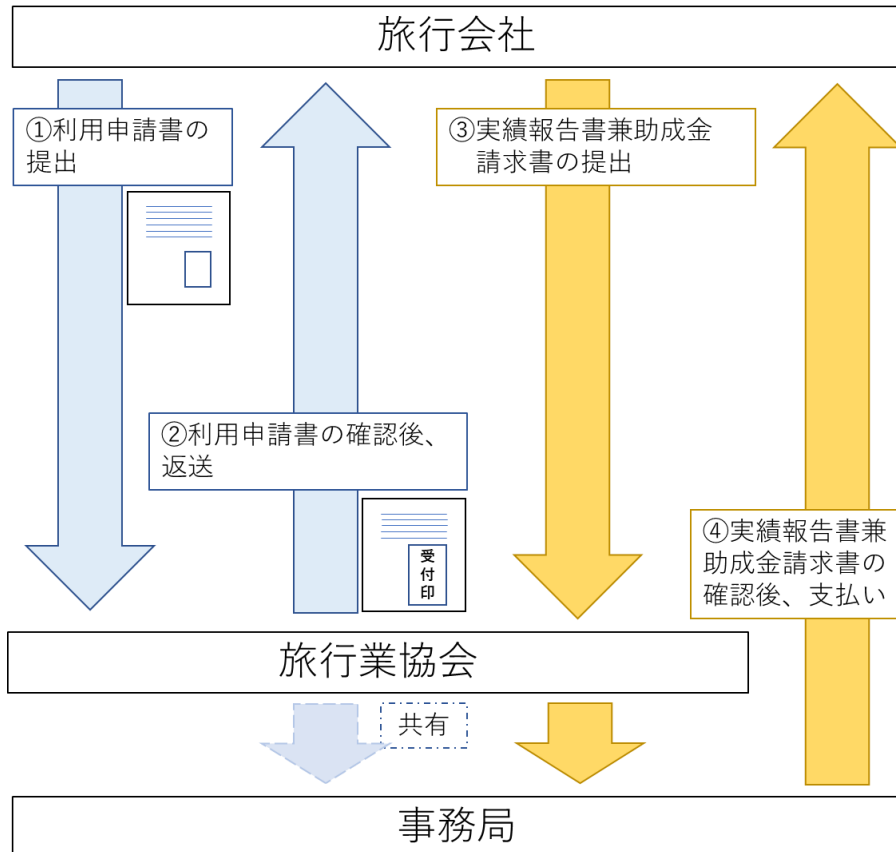 旅行会社
①利用申請書の
提出
③実績報告書兼助成金
請求書の提出
②利用申請書の確認後、
返送
受
付
印
④実績報告書兼
助成金請求書の
確認後、支払い
旅行業協会
共有
事務局